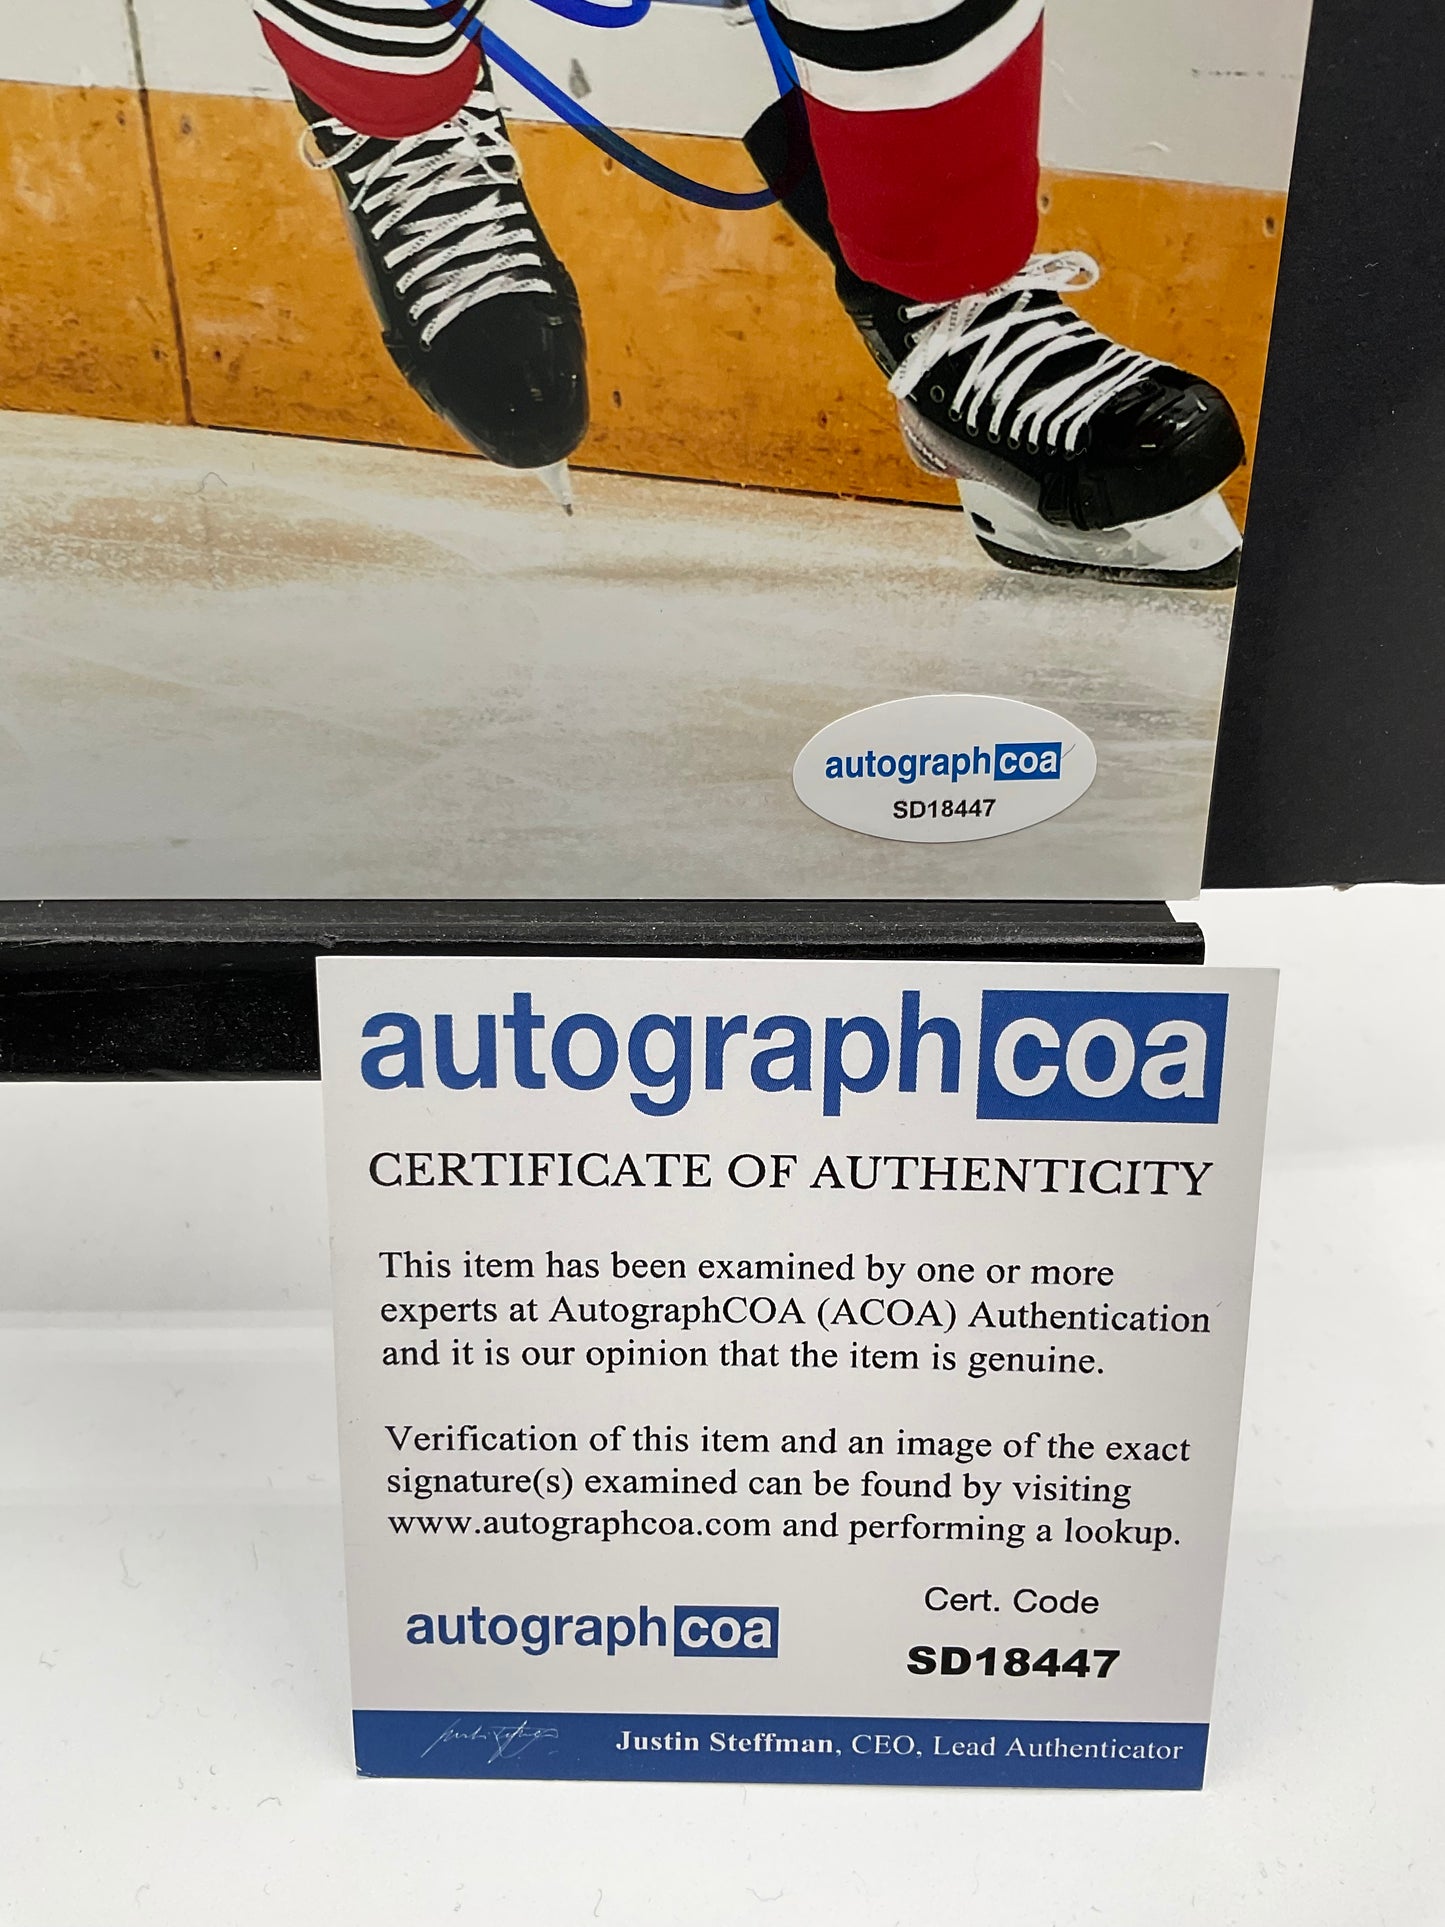 autographcoa
SD18447
autographcoa
CERTIFICATE OF AUTHENTICITY
This item has been examined by one or more
experts at AutographCOA (ACOA) Authentication
and it is our opinion that the item is genuine.
Verification of this item and an image of the exact
signature(s) examined can be found by visiting
www.autographcoa.com and performing a lookup.
autographcoa
Cert. Code
SD18447
Justin Steffman, CEO, Lead Authenticator